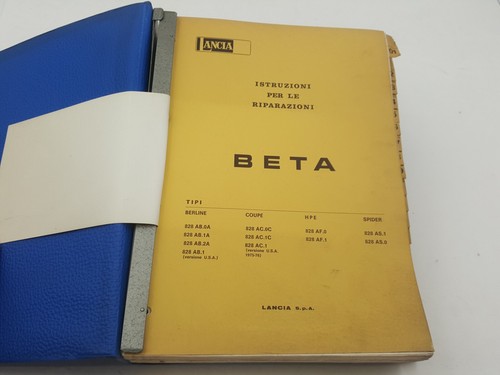 LANCIA
ISTRUZIONI
PER LE
RIPARAZIONI
BETA
TIPI
BERLINE COUPE HPE SPIDER
828 AB.0A 828 AC.0C 828 AF.0 828 AS.1
828 AB.1A 828 AC.1C 828 AF.1 828 AS.0
828 AB.2A 828 AC.1
828 AB.1 (versione U.S.A.
(versione U.S.A.) 1975-76)
LANCIA S.p.A.